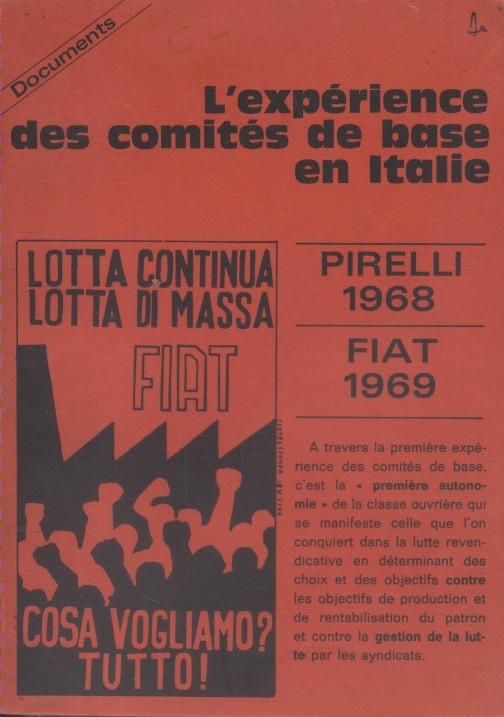 Documents
L'expérience
des comités de base
en Italie
LOTTA CONTINUA
LOTTA DI MASSA
FIAT
COSA VOGLIAMO?
TUTTO!
PIRELLI
1968
FIAT
1969
A travers la première expé-
rience des comités de base,
c'est la « première autono-
mie » de la classe ouvrière qui
se manifeste celle que l'on
conquiert dans la lutte reven-
dicative en déterminant des
choix et des objectifs contre
les objectifs de production et
de rentabilisation du patron
et contre la gestion de la lut-
te par les syndicats.